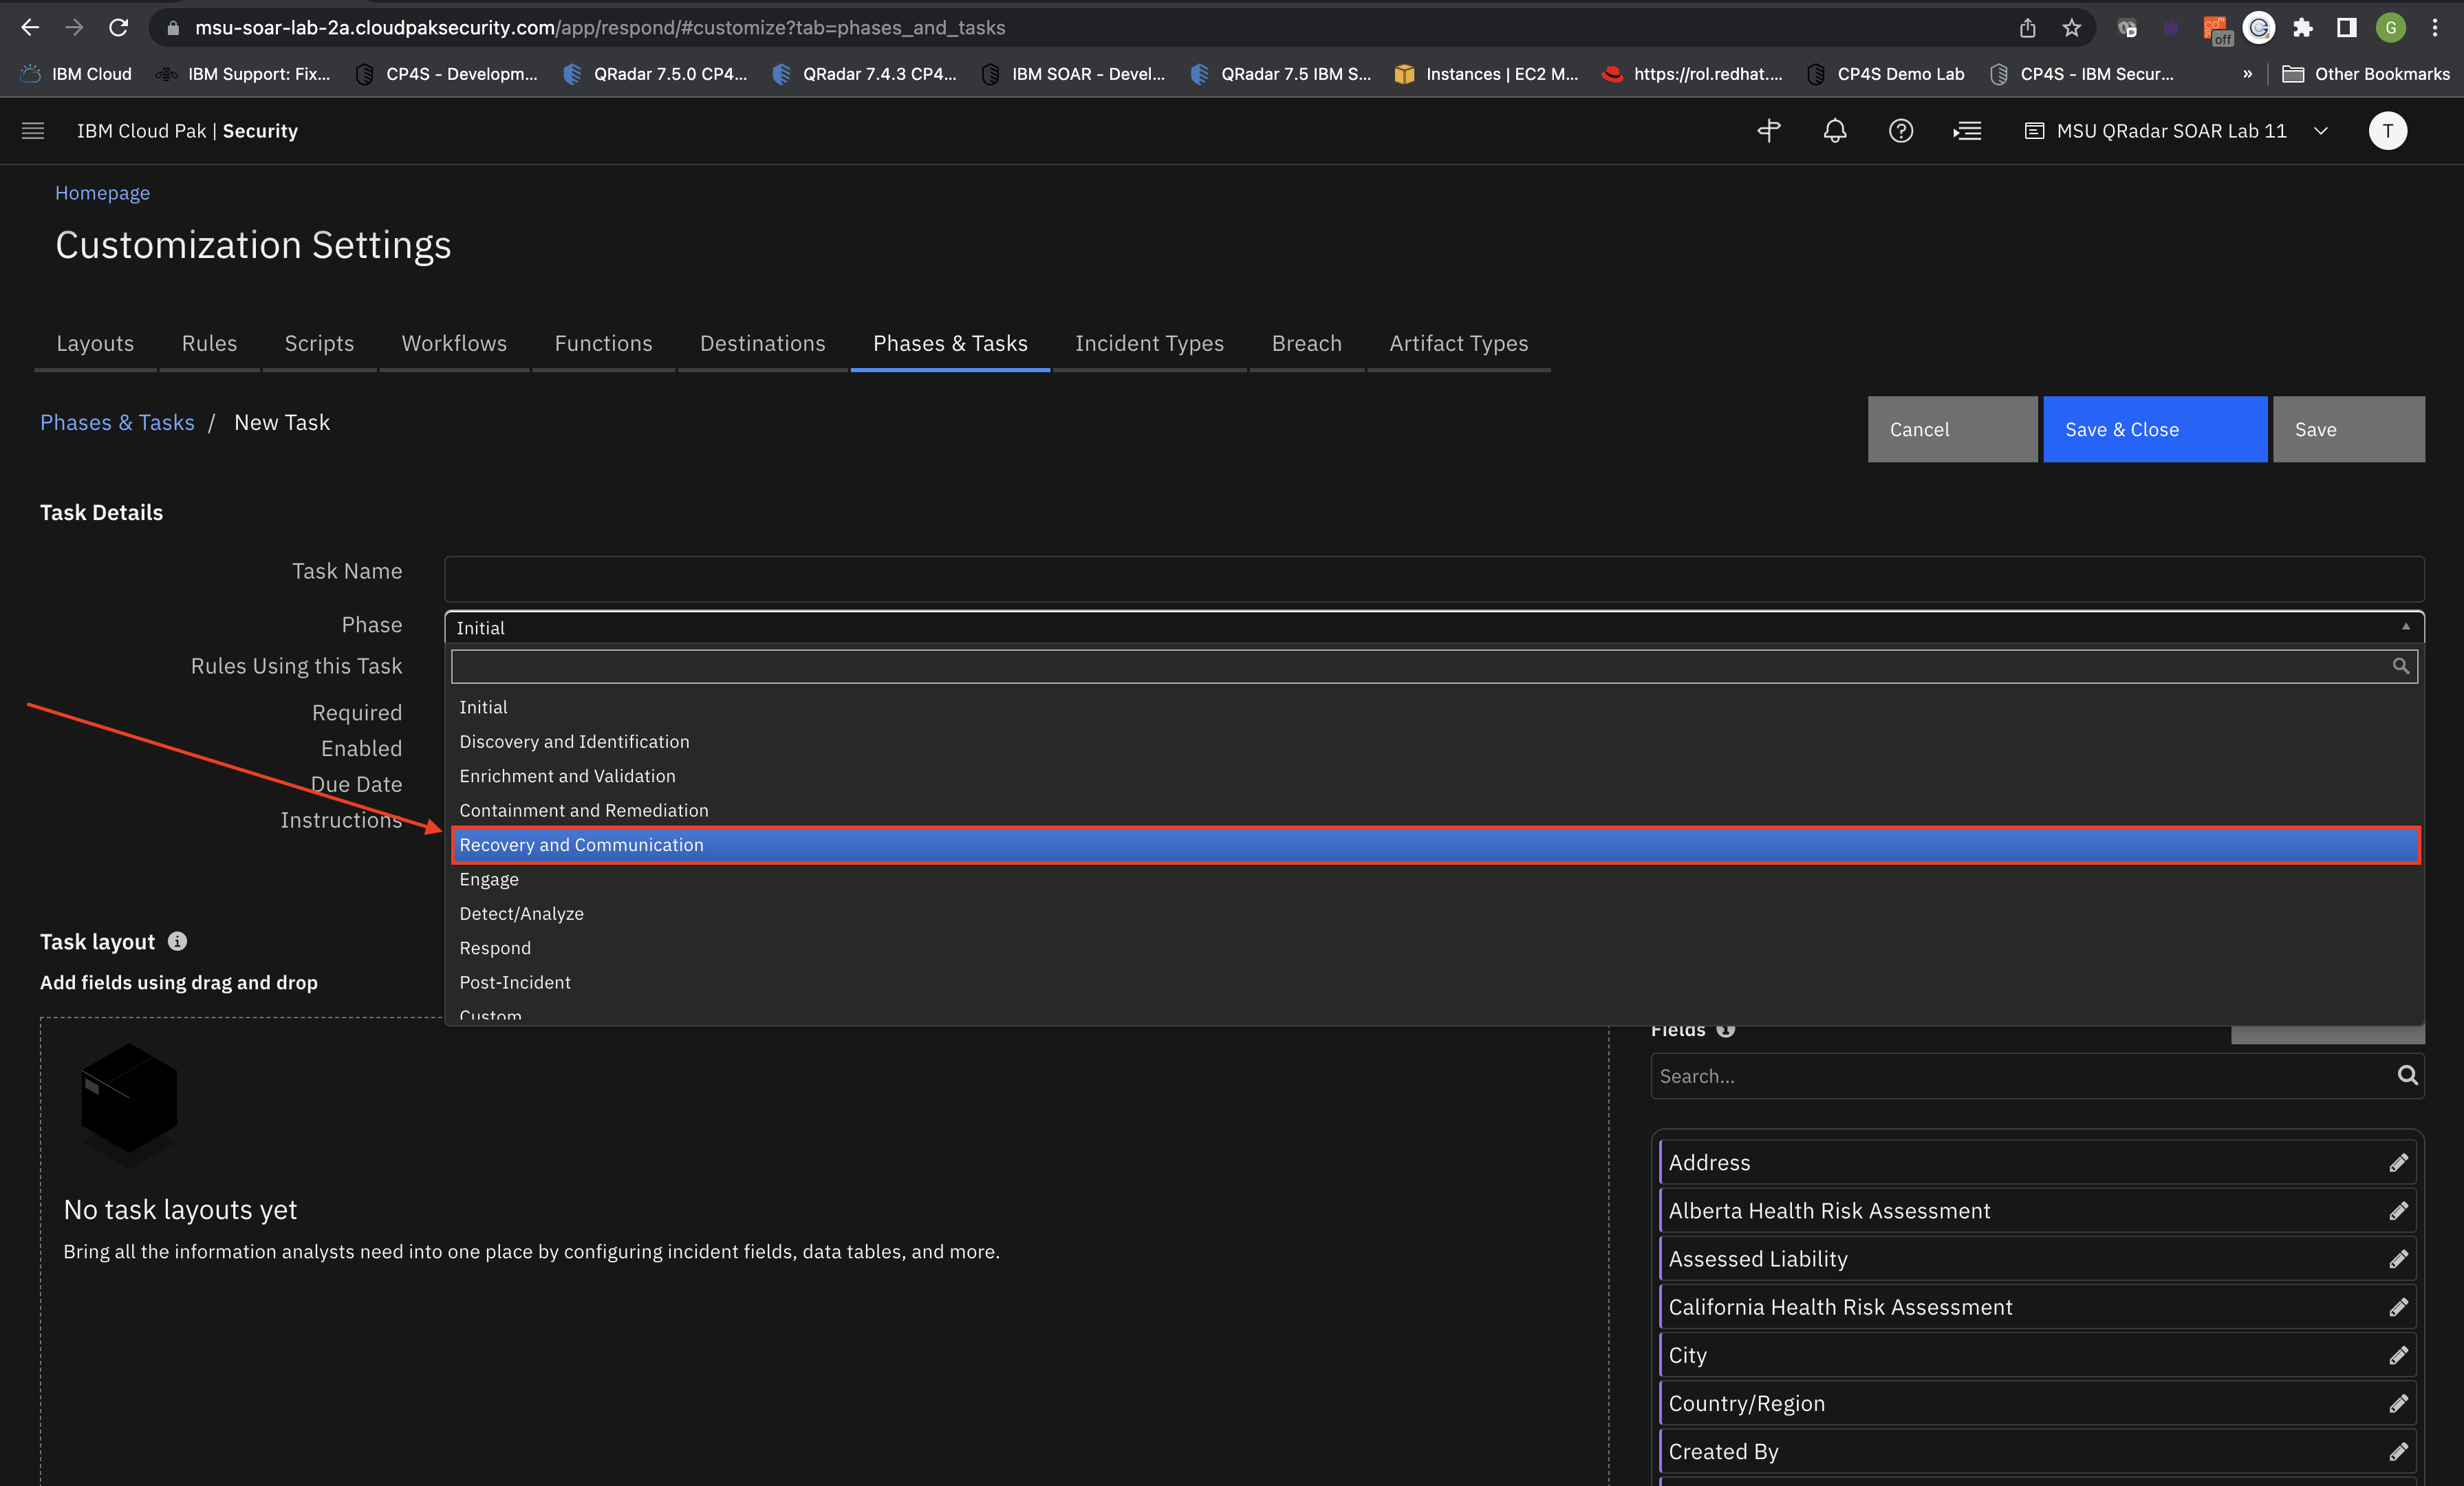 msu-soar-lab-2a.cloudpaksecurity.com/app/respond/#customize?tab=phases_and_tasks
off
G
IBM Cloud
IBM Support: Fix...
CP4S - Developm...
QRadar 7.5.0 CP4...
QRadar 7.4.3 CP4...
IBM SOAR - Devel...
QRadar 7.5 IBM S...
Instances | EC2 M...
https://rol.redhat....
CP4S Demo Lab
CP4S - IBM Secur...
»
Other Bookmarks
IBM Cloud Pak | Security
MSU QRadar SOAR Lab 11
T
Homepage
Customization Settings
Layouts
Rules
Scripts
Workflows
Functions
Destinations
Phases & Tasks
Incident Types
Breach
Artifact Types
Phases & Tasks / New Task
Cancel
Save & Close
Save
Task Details
Task Name
Phase
Initial
Rules Using this Task
Required
Enabled
Due Date
Instructions
Initial
Discovery and Identification
Enrichment and Validation
Containment and Remediation
Recovery and Communication
Engage
Detect/Analyze
Respond
Post-Incident
Custom
Task layout
Add fields using drag and drop
No task layouts yet
Bring all the information analysts need into one place by configuring incident fields, data tables, and more.
Fields
Search...
Address
Alberta Health Risk Assessment
Assessed Liability
California Health Risk Assessment
City
Country/Region
Created By